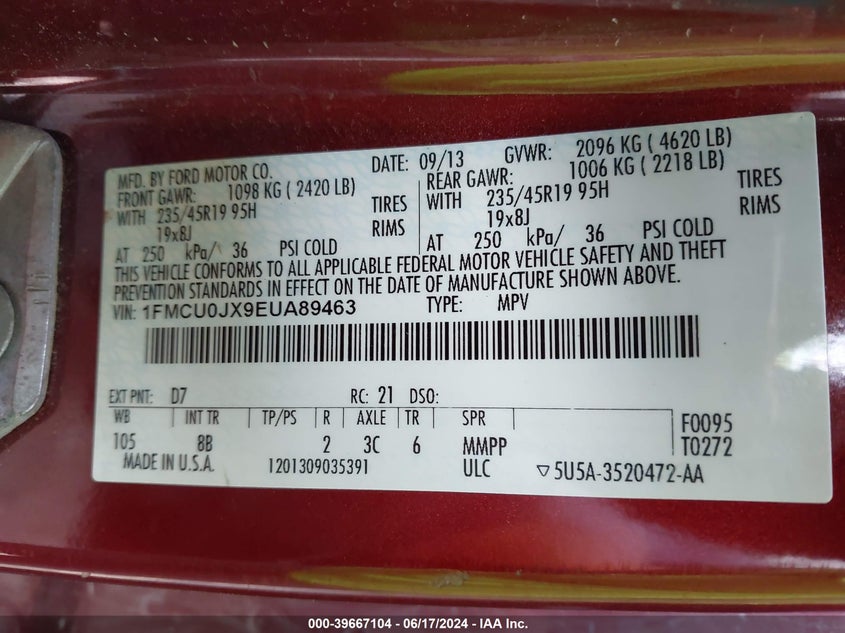 MFD. BY FORD MOTOR CO. DATE: 09/13 GVWR: 2096 KG ( 4620 LB)
FRONT GAWR: 1098 KG ( 2420 LB) REAR GAWR: 1006 KG ( 2218 LB)
WITH 235/45R19 95H TIRES WITH 235/45R19 95H TIRES
19x8J RIMS 19x8J RIMS
AT 250 kPa/ 36 PSI COLD AT 250 kPa/ 36 PSI COLD
THIS VEHICLE CONFORMS TO ALL APPLICABLE FEDERAL MOTOR VEHICLE SAFETY AND THEFT
PREVENTION STANDARDS IN EFFECT ON THE DATE OF MANUFACTURE SHOWN ABOVE.
VIN: 1FMCU0JX9EUA89463 TYPE: MPV
EXT PNT: D7 RC: 21 DSO:
WB INT TR TP/PS R AXLE TR SPR F0095
105 8B 2 3C 6 MMPP T0272
MADE IN U.S.A. 1201309035391 ULC ▽5U5A-3520472-AA
000-39667104 - 06/17/2024 - IAA Inc.